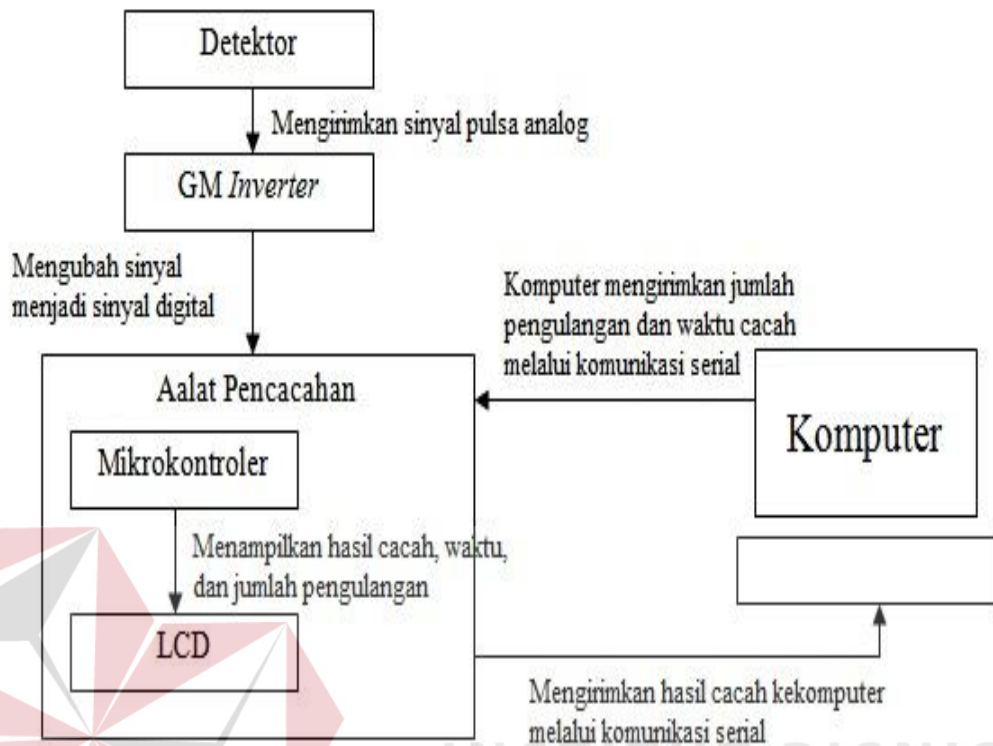 Detektor
Mengirimkan sinyal pulsa analog
GM Inverter
Mengubah sinyal
menjadi sinyal digital
Komputer mengirimkan jumlah
pengulangan dan waktu cacah
melalui komunikasi serial
Aalat Pencacahan
Komputer
Mikrokontroler
Menampilkan hasil cacah, waktu,
dan jumlah pengulangan
LCD
Mengirimkan hasil cacah kekomputer
melalui komunikasi serial